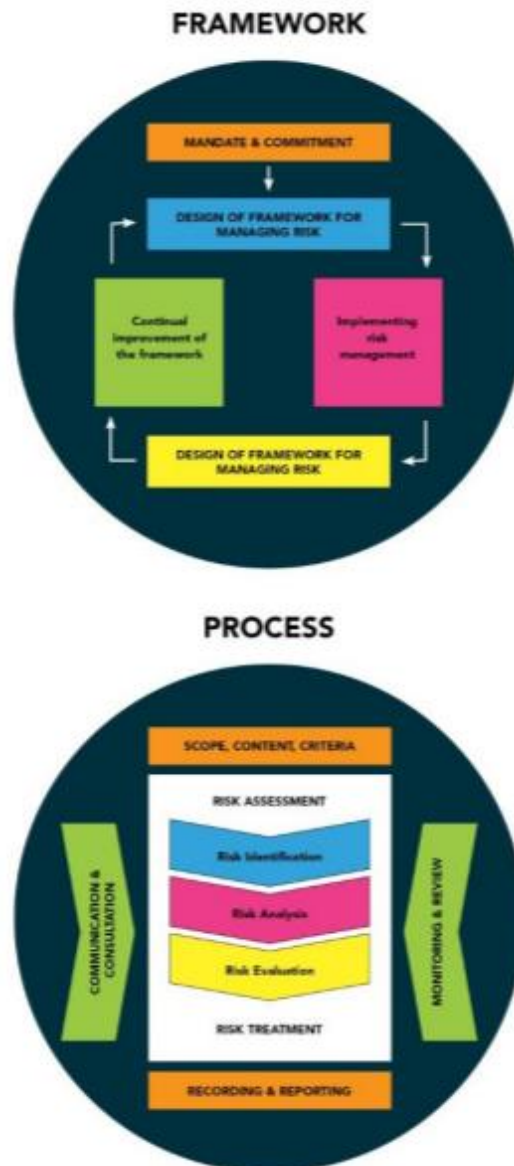 FRAMEWORK
MANDATE & COMMITMENT
DESIGN OF FRAMEWORK FOR
MANAGING RISK
Continual
improvement of
the framework
Implementing
risk
management
DESIGN OF FRAMEWORK FOR
MANAGING RISK
PROCESS
SCOPE, CONTENT, CRITERIA
RISK ASSESSMENT
COMMUNICATION &
CONSULTATION
Risk Identification
Risk Analysis
Risk Evaluation
MONITORING & REVIEW
RISK TREATMENT
RECORDING & REPORTING